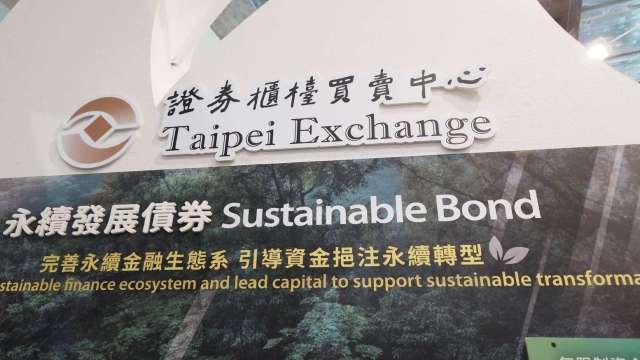 證券櫃檯買賣中心
Taipei Exchange
永續發展債券 Sustainable Bond
完善永續金融生態系 引導資金挹注永續轉型
stainable finance ecosystem and lead capital to support sustainable transforma